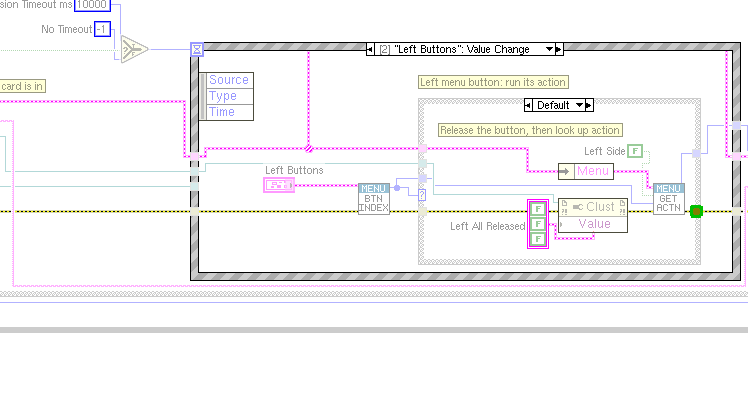 sion Timeout ms 10000
No Timeout -1
[2] "Left Buttons": Value Change
card is in
Source
Type
Time
Left menu button: run its action
Default
Release the button, then look up action
Left Side F
Left Buttons
Menu
MENU
BTN
INDEX
?
MENU
GET
ACTN
Left All Released
F
F
F
Clust
Value